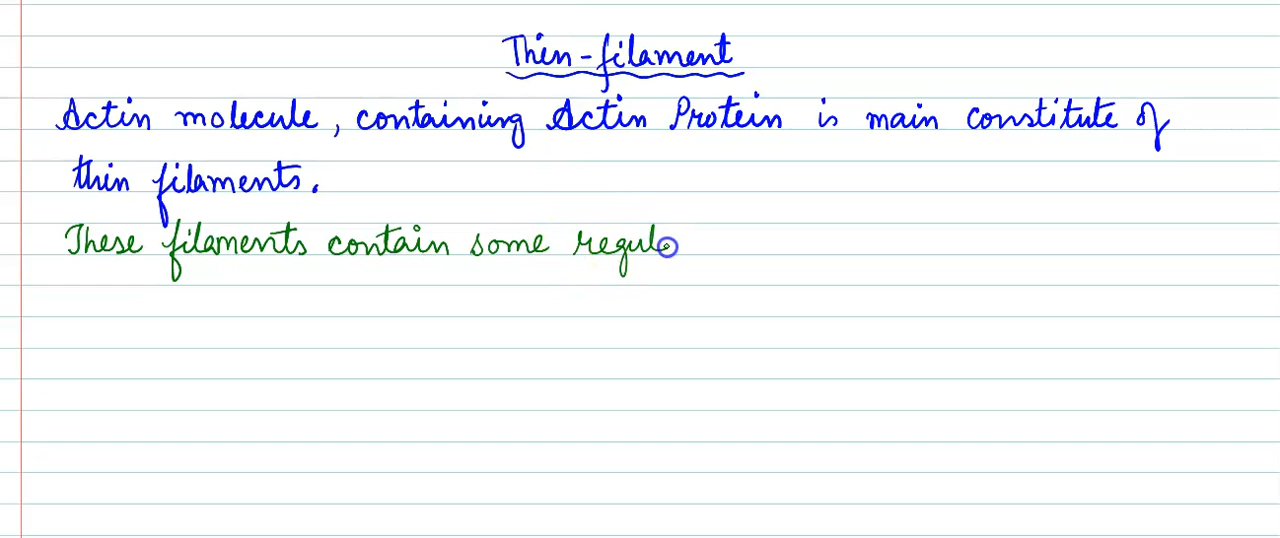 Thin-filament
Actin molecule, containing Actin Protein is main constitute of
thin filaments.
These filaments contain some regul